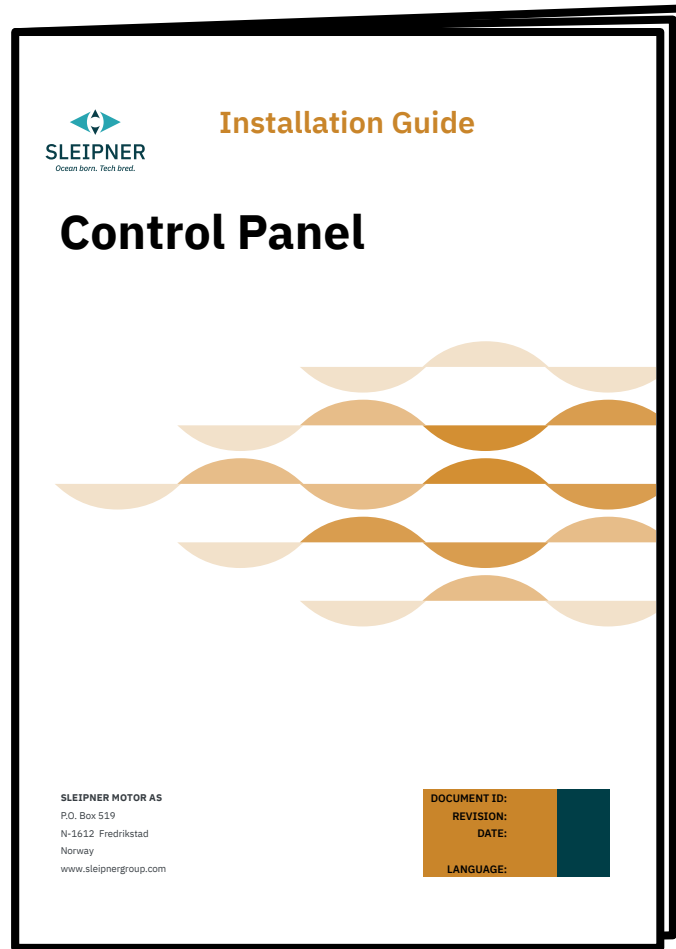 Installation Guide
SLEIPNER
Ocean born. Tech bred.
Control Panel
SLEIPNER MOTOR AS
P.O. Box 519
N-1612 Fredrikstad
Norway
www.sleipnergroup.com
DOCUMENT ID:
REVISION:
DATE:
LANGUAGE: